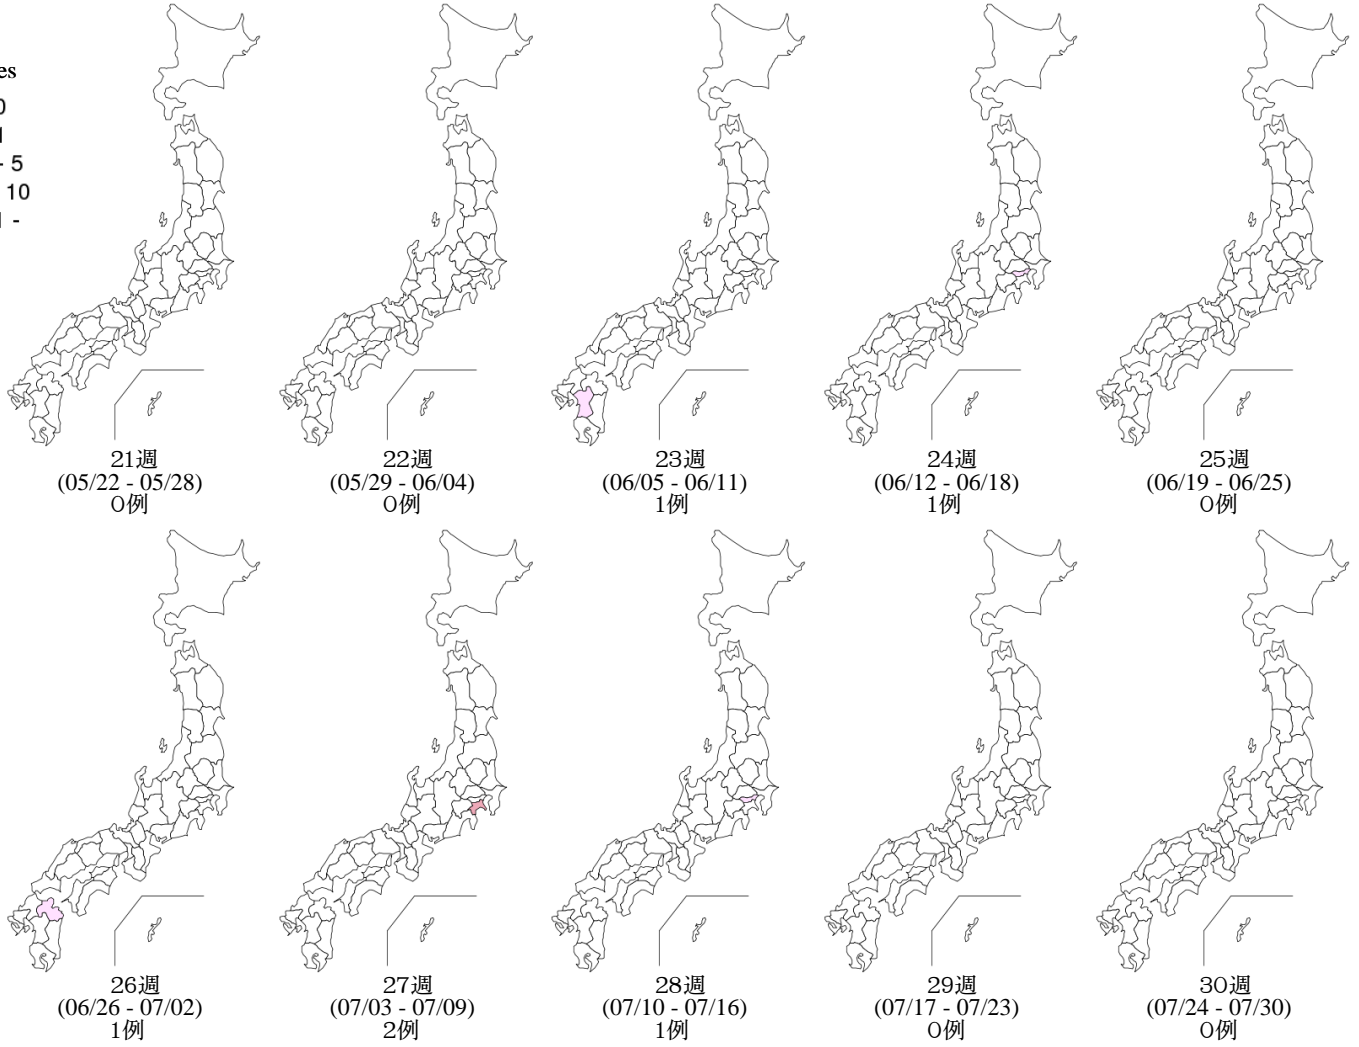 es
0
1
- 5
10
1 -
21週
(05/22 - 05/28)
0例
22週
(05/29 - 06/04)
0例
23週
(06/05 - 06/11)
1例
24週
(06/12 - 06/18)
1例
25週
(06/19 - 06/25)
0例
26週
(06/26 - 07/02)
1例
27週
(07/03 - 07/09)
2例
28週
(07/10 - 07/16)
1例
29週
(07/17 - 07/23)
0例
30週
(07/24 - 07/30)
0例